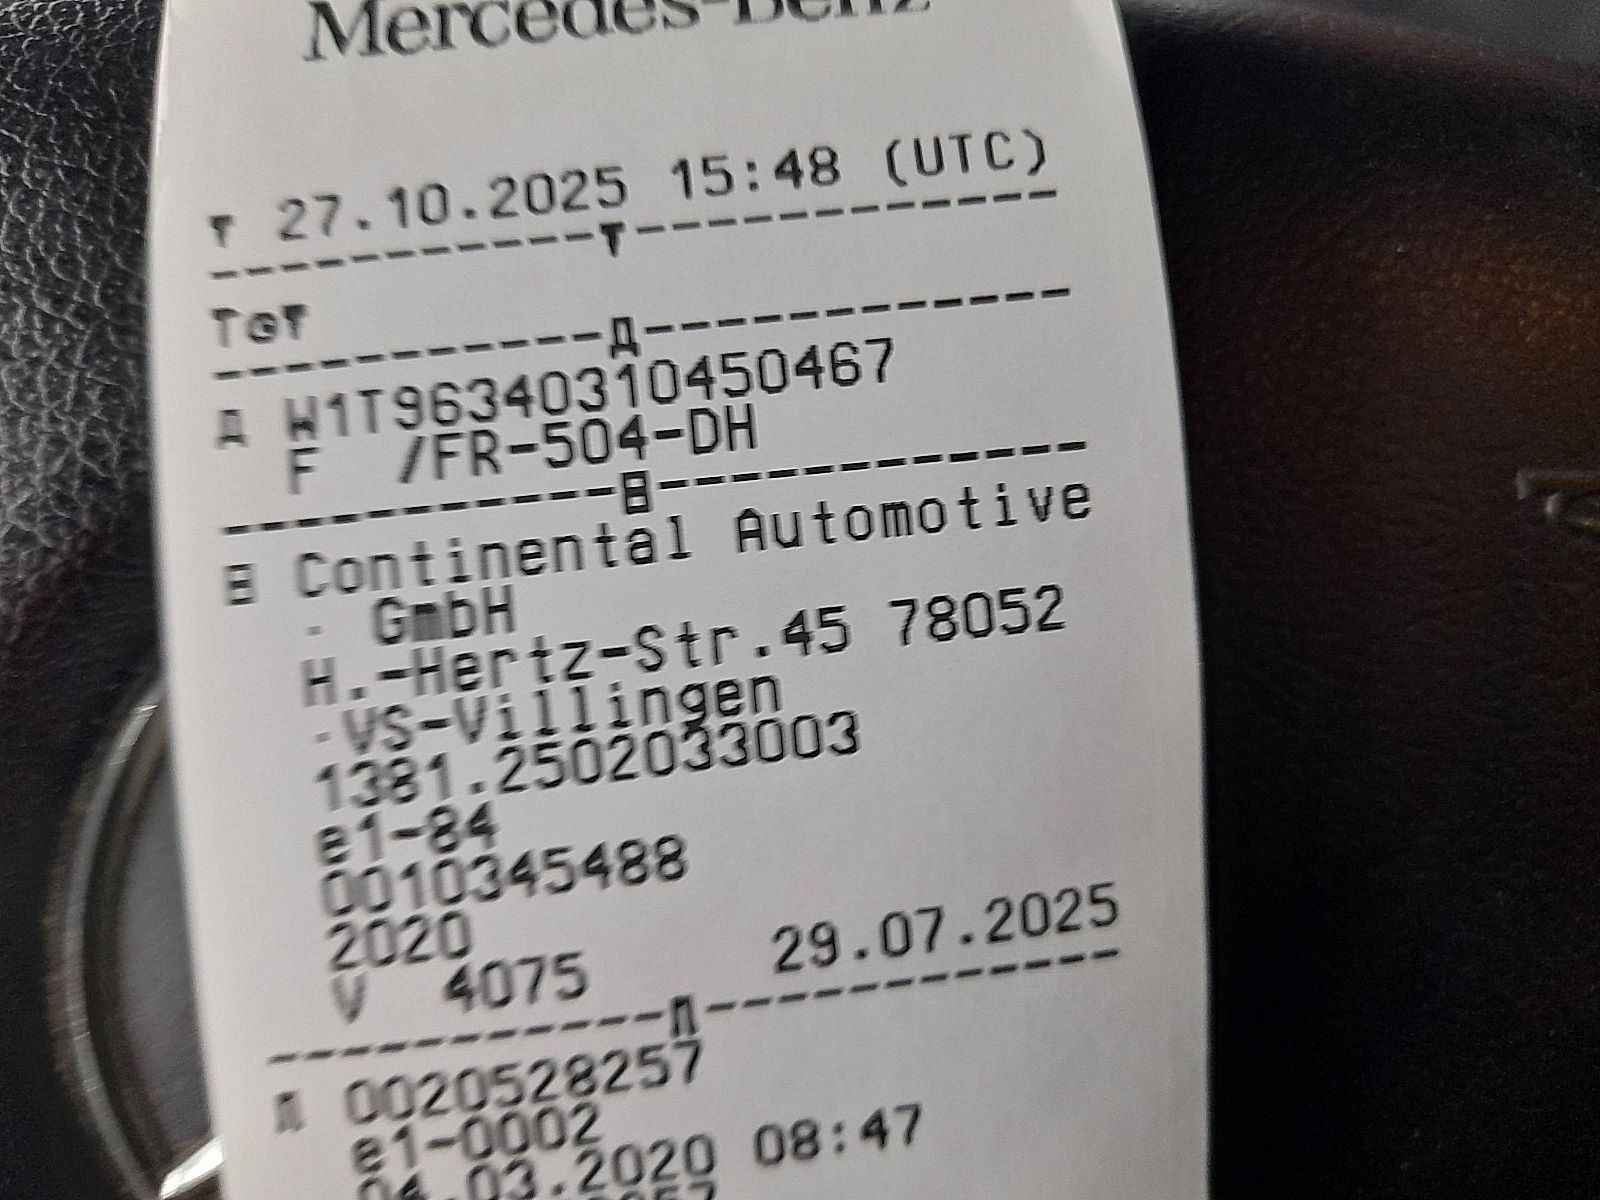 Mercedes-Benz
27.10.2025 15:48 (UTC)
W1T96340310450467
F /FR-504-DH
Continental Automotive
GmbH
H.-Hertz-Str.45 78052
VS-Villingen
1381.2502033003
e1-84
0010345488
2020
V 4075 29.07.2025
0020528257
e1-0002
04.03.2020 08:47